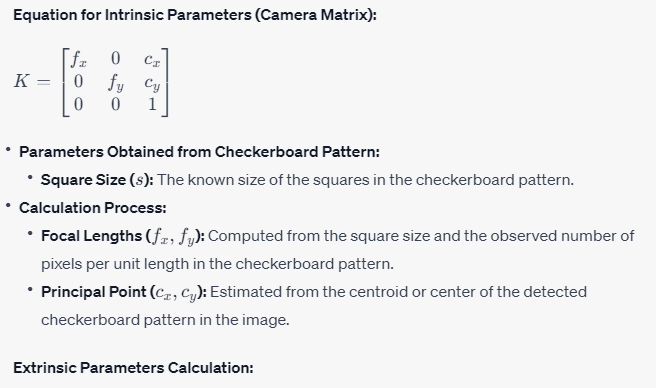 Equation for Intrinsic Parameters (Camera Matrix):
K = [f_x 0 c_x
0 f_y c_y
0 0 1]
• Parameters Obtained from Checkerboard Pattern:
• Square Size (s): The known size of the squares in the checkerboard pattern.
• Calculation Process:
• Focal Lengths (f_x, f_y): Computed from the square size and the observed number of
pixels per unit length in the checkerboard pattern.
• Principal Point (c_x, c_y): Estimated from the centroid or center of the detected
checkerboard pattern in the image.
Extrinsic Parameters Calculation: